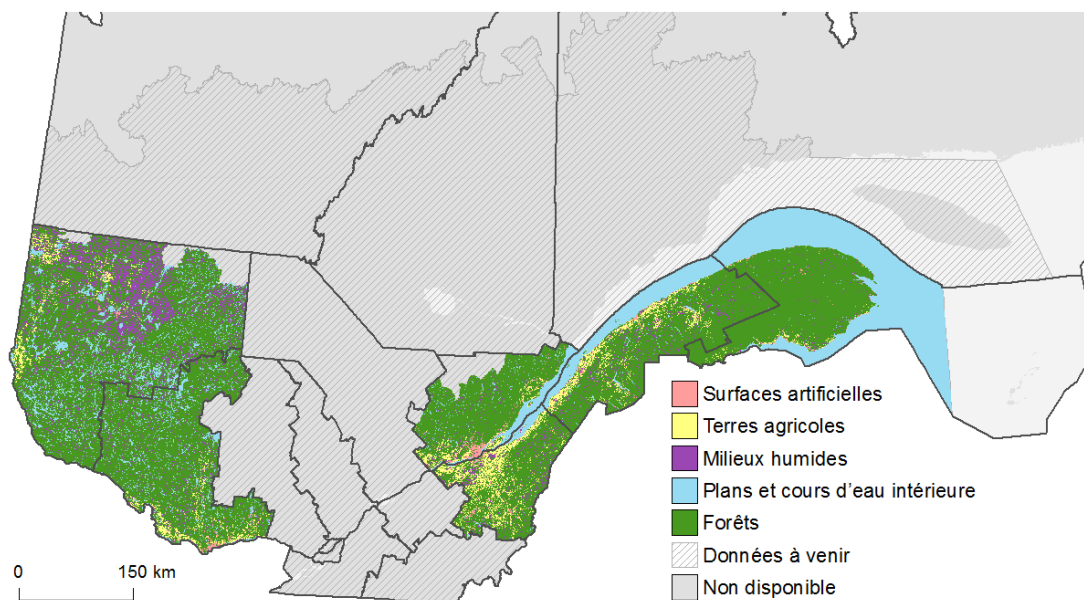 Surfaces artificielles
Terres agricoles
Milieux humides
Plans et cours d'eau intérieure
Forêts
Données à venir
Non disponible
0 150 km